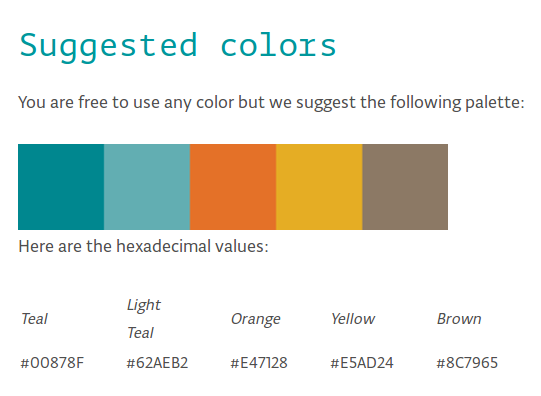 Suggested colors
You are free to use any color but we suggest the following palette:
Here are the hexadecimal values:
Teal Light Teal Orange Yellow Brown
#00878F #62AEB2 #E47128 #E5AD24 #8C7965